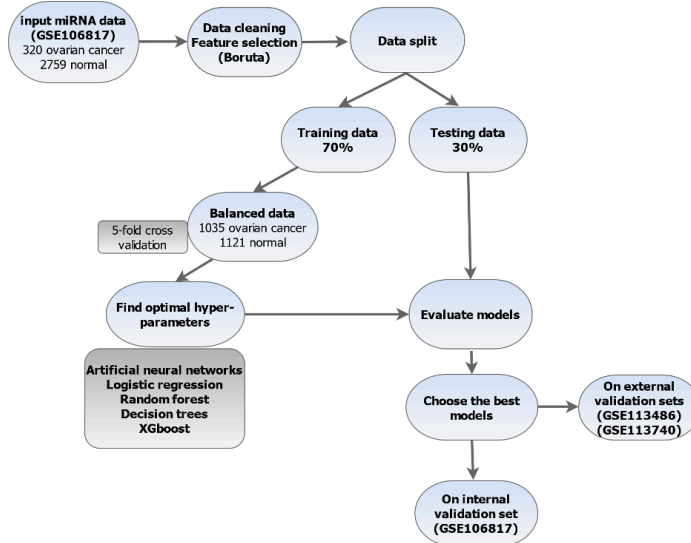 input miRNA data
(GSE106817)
320 ovarian cancer
2759 normal
Data cleaning
Feature selection
(Boruta)
Data split
Training data
70%
Testing data
30%
Balanced data
1035 ovarian cancer
1121 normal
5-fold cross
validation
Find optimal hyper-
parameters
Evaluate models
Artificial neural networks
Logistic regression
Random forest
Decision trees
XGboost
Choose the best
models
On external
validation sets
(GSE113486)
(GSE113740)
On internal
validation set
(GSE106817)